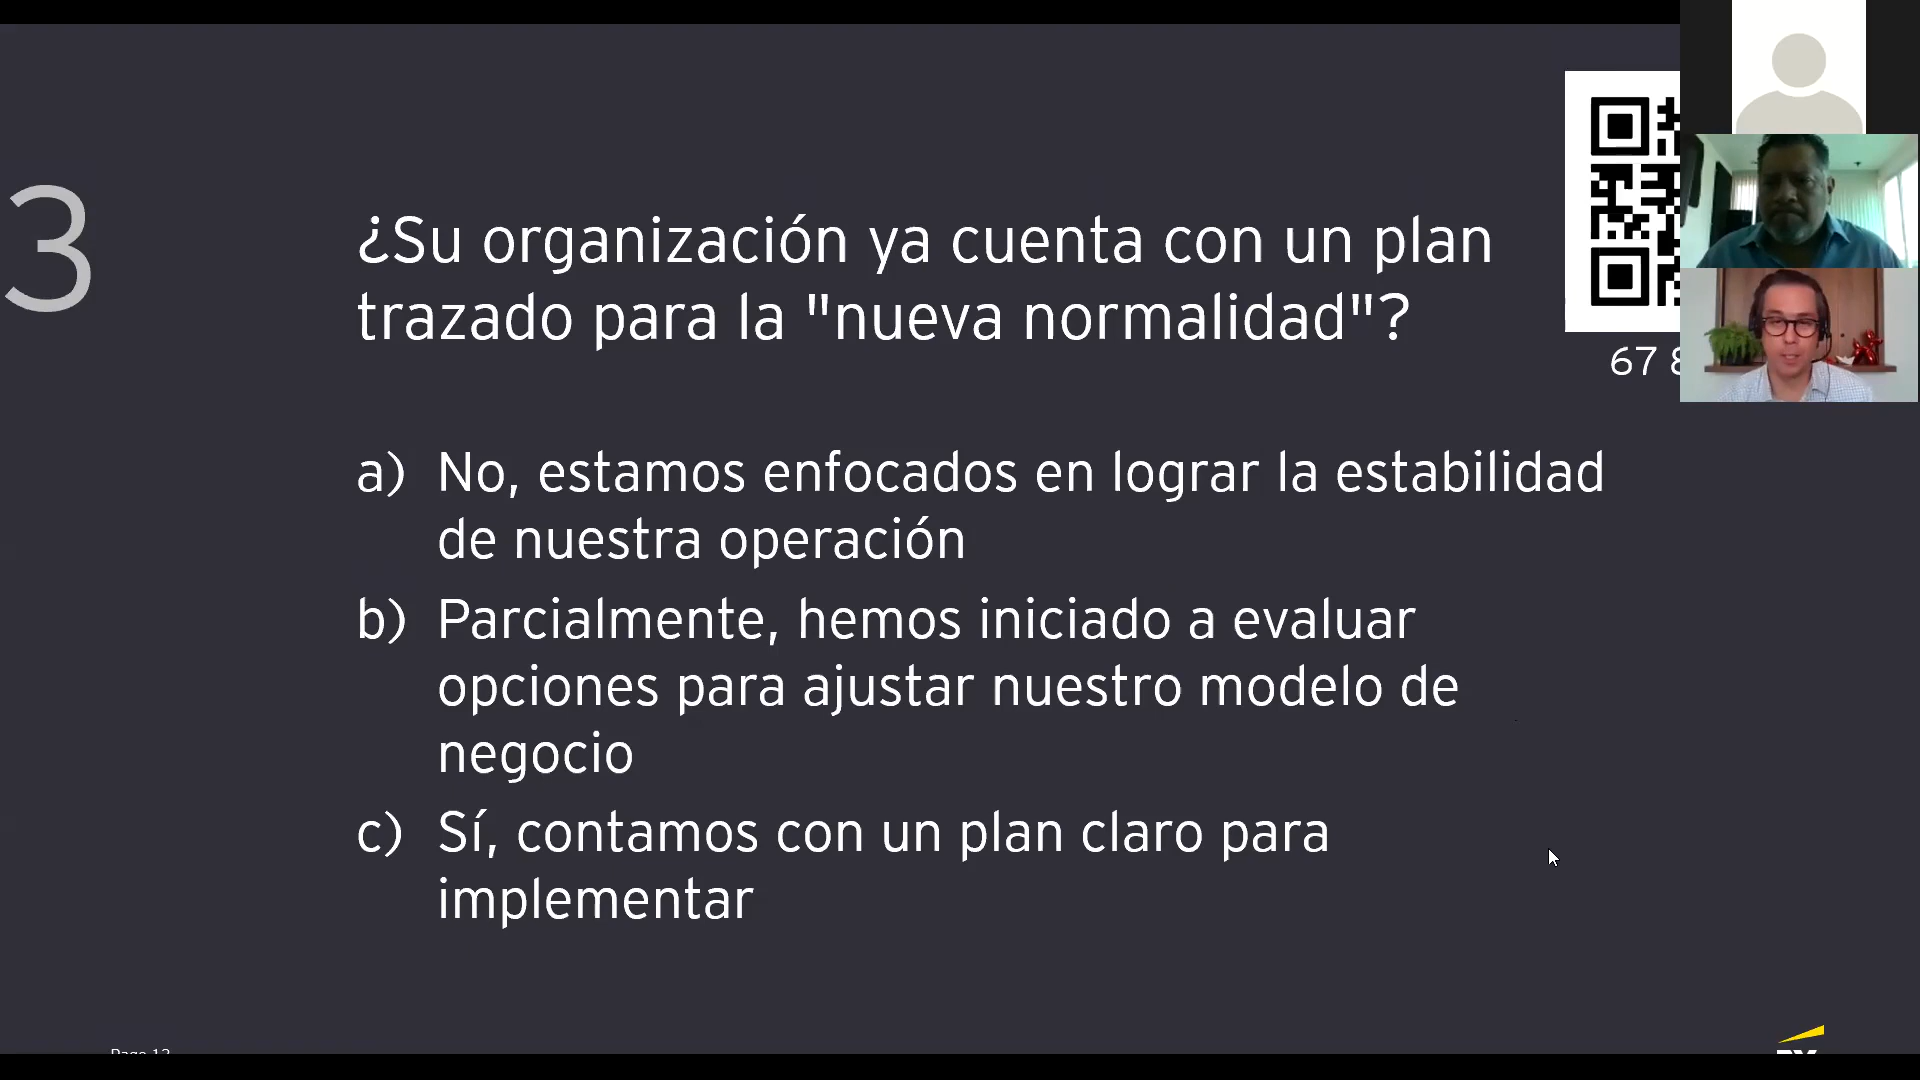 3
¿Su organización ya cuenta con un plan
trazado para la "nueva normalidad"?
67
a) No, estamos enfocados en lograr la estabilidad
de nuestra operación
b) Parcialmente, hemos iniciado a evaluar
opciones para ajustar nuestro modelo de
negocio
c) Sí, contamos con un plan claro para
implementar